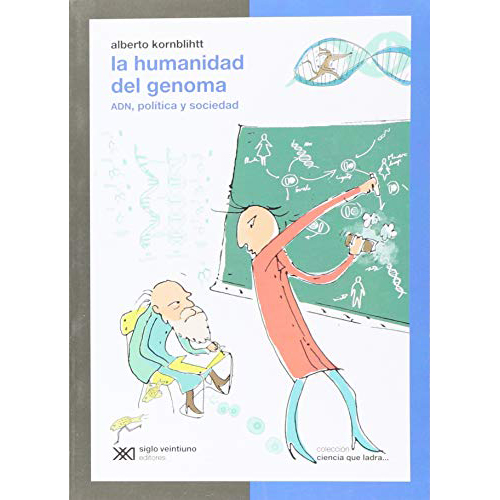 alberto kornblihtt
la humanidad
del genoma
ADN, política y sociedad
siglo veintiuno
editores
colección
ciencia que ladra...